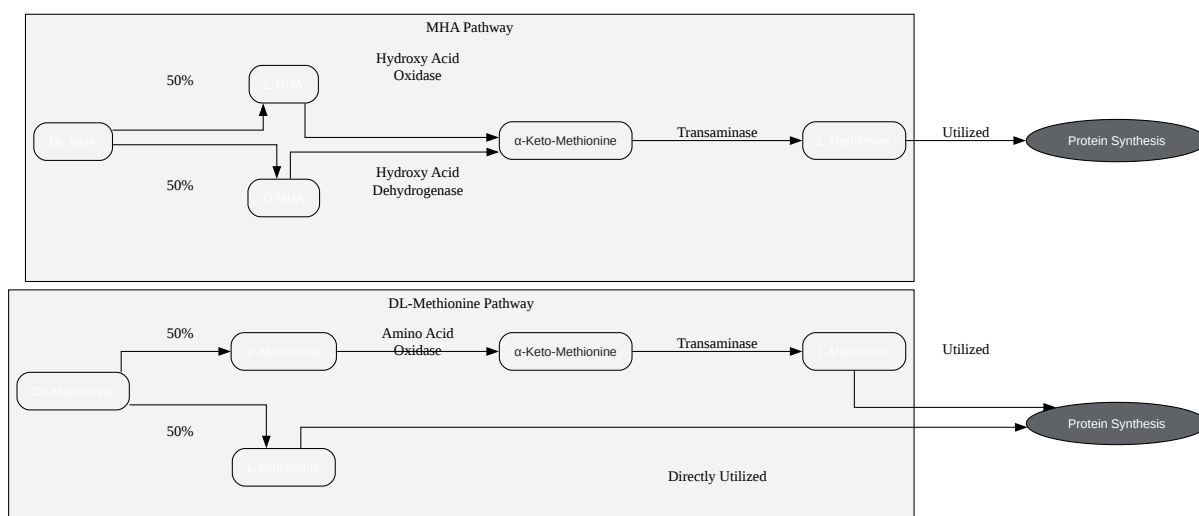 MHA Pathway
Hydroxy Acid
Oxidase
50%
L-MHA
DL-MHA
α-Keto-Methionine
Transaminase
L-Methionine
Utilized
Protein Synthesis
50%
D-MHA
Hydroxy Acid
Dehydrogenase
DL-Methionine Pathway
50%
Amino Acid
Oxidase
D-Methionine
α-Keto-Methionine
Transaminase
L-Methionine
Utilized
DL-Methionine
Protein Synthesis
50%
L-Methionine
Directly Utilized